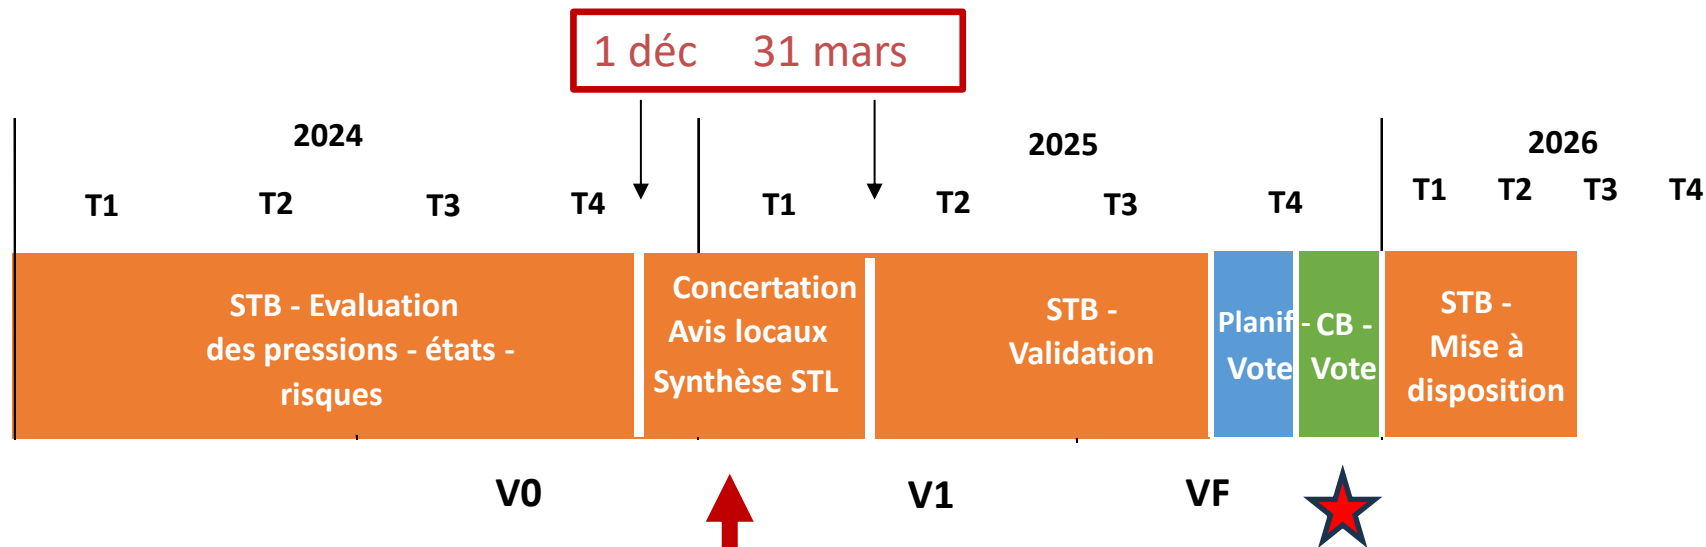 1 déc 31 mars
2024
2025
2026
T1 T2 T3 T4 T1 T2 T3 T4 T1 T2 T3 T4
STB - Evaluation
des pressions - états -
risques
Concertation
Avis locaux
Synthèse STL
STB -
Validation
Planif -
Vote
CB -
Vote
STB -
Mise à
disposition
V0
V1
VF